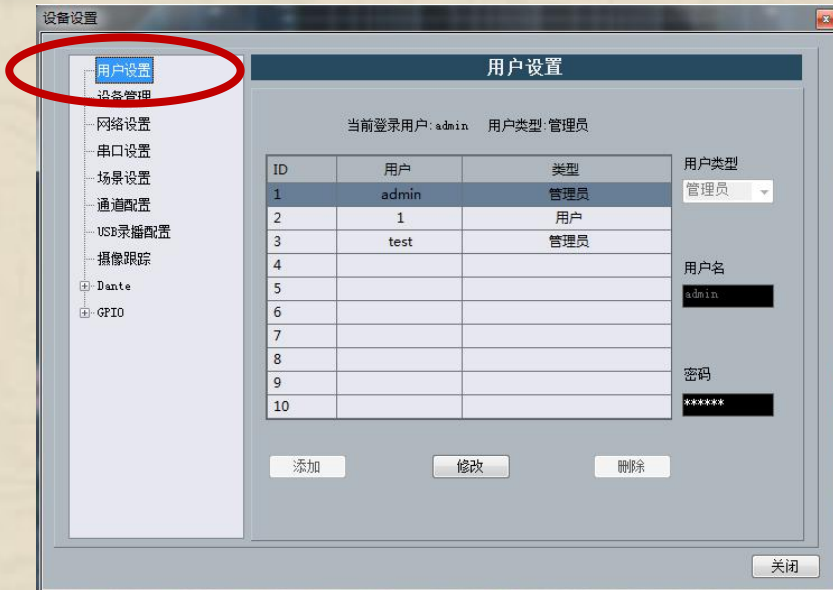 设备设置
用户设置
设备管理
网络设置
串口设置
场景设置
通道配置
USB录播配置
摄像跟踪
Dante
GPIO
用户设置
当前登录用户:admin 用户类型:管理员
ID 用户 类型
1 admin 管理员
2 1 用户
3 test 管理员
4
5
6
7
8
9
10
用户类型
管理员
用户名
admin
密码
******
添加 修改 删除
关闭